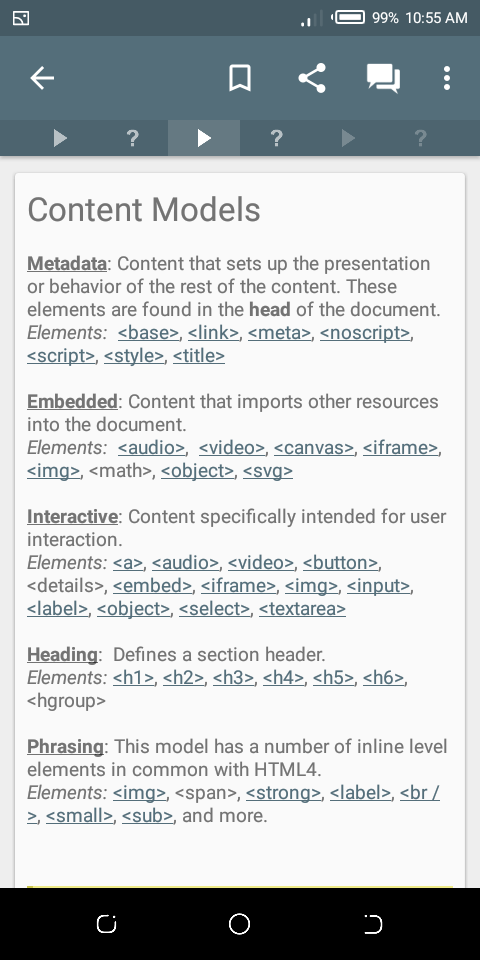 99% 10:55 AM
? ? ?
Content Models
Metadata: Content that sets up the presentation
or behavior of the rest of the content. These
elements are found in the head of the document.
Elements: <base>, <link>, <meta>, <noscript>,
<script>, <style>, <title>
Embedded: Content that imports other resources
into the document.
Elements: <audio>, <video>, <canvas>, <iframe>,
<img>, <math>, <object>, <svg>
Interactive: Content specifically intended for user
interaction.
Elements: <a>, <audio>, <video>, <button>,
<details>, <embed>, <iframe>, <img>, <input>,
<label>, <object>, <select>, <textarea>
Heading: Defines a section header.
Elements: <h1>, <h2>, <h3>, <h4>, <h5>, <h6>,
<hgroup>
Phrasing: This model has a number of inline level
elements in common with HTML4.
Elements: <img>, <span>, <strong>, <label>, <br /
>, <small>, <sub>, and more.